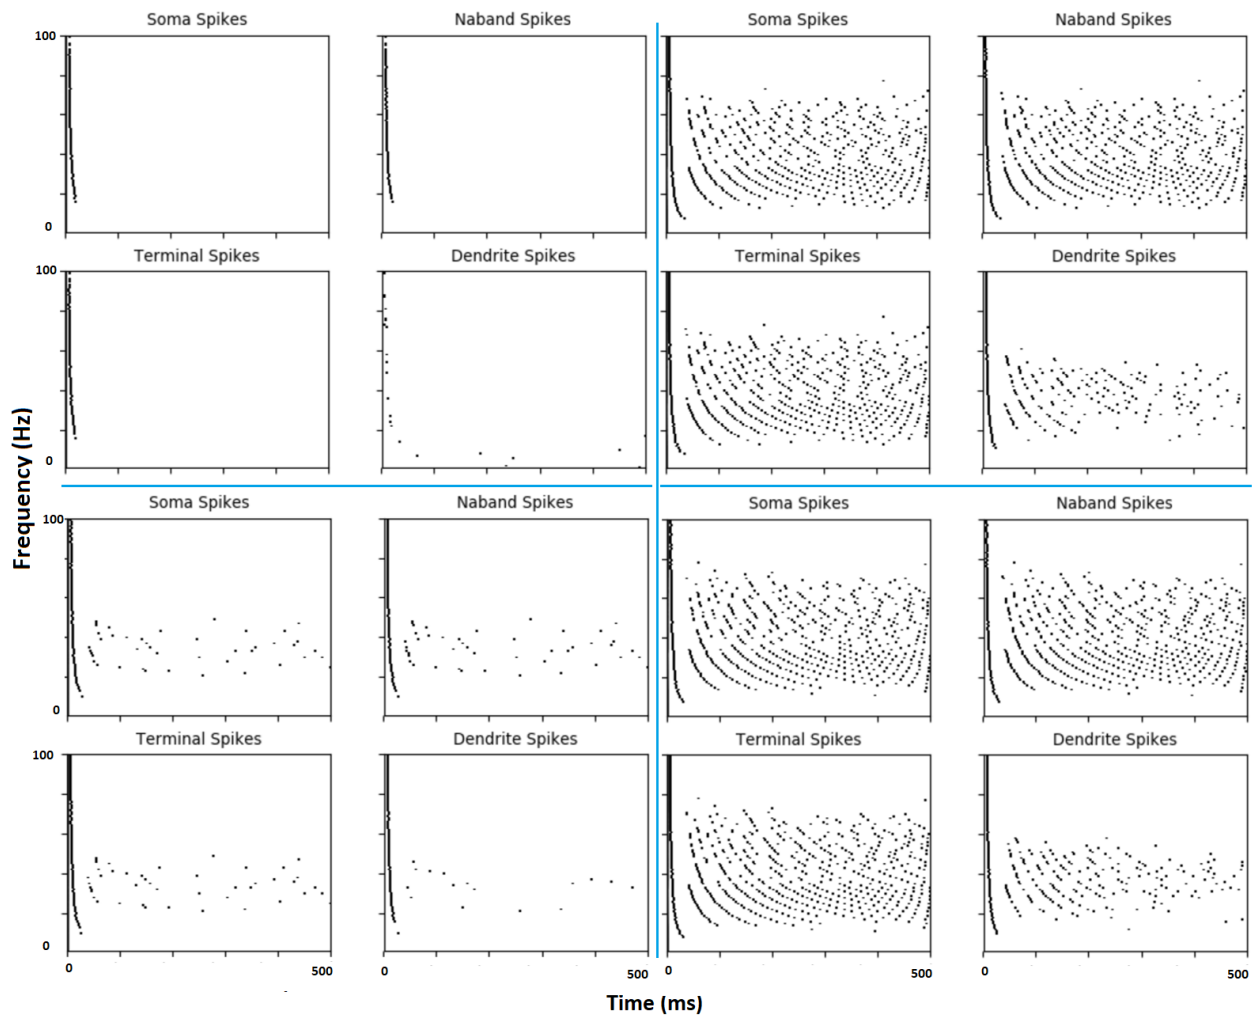 Soma Spikes Naband Spikes Soma Spikes Naband Spikes
100
0
Terminal Spikes Dendrite Spikes Terminal Spikes Dendrite Spikes
100
0
Frequency (Hz)
Soma Spikes Naband Spikes Soma Spikes Naband Spikes
100
0
Terminal Spikes Dendrite Spikes Terminal Spikes Dendrite Spikes
100
0
0 500 0 500 0 500 0 500
Time (ms)